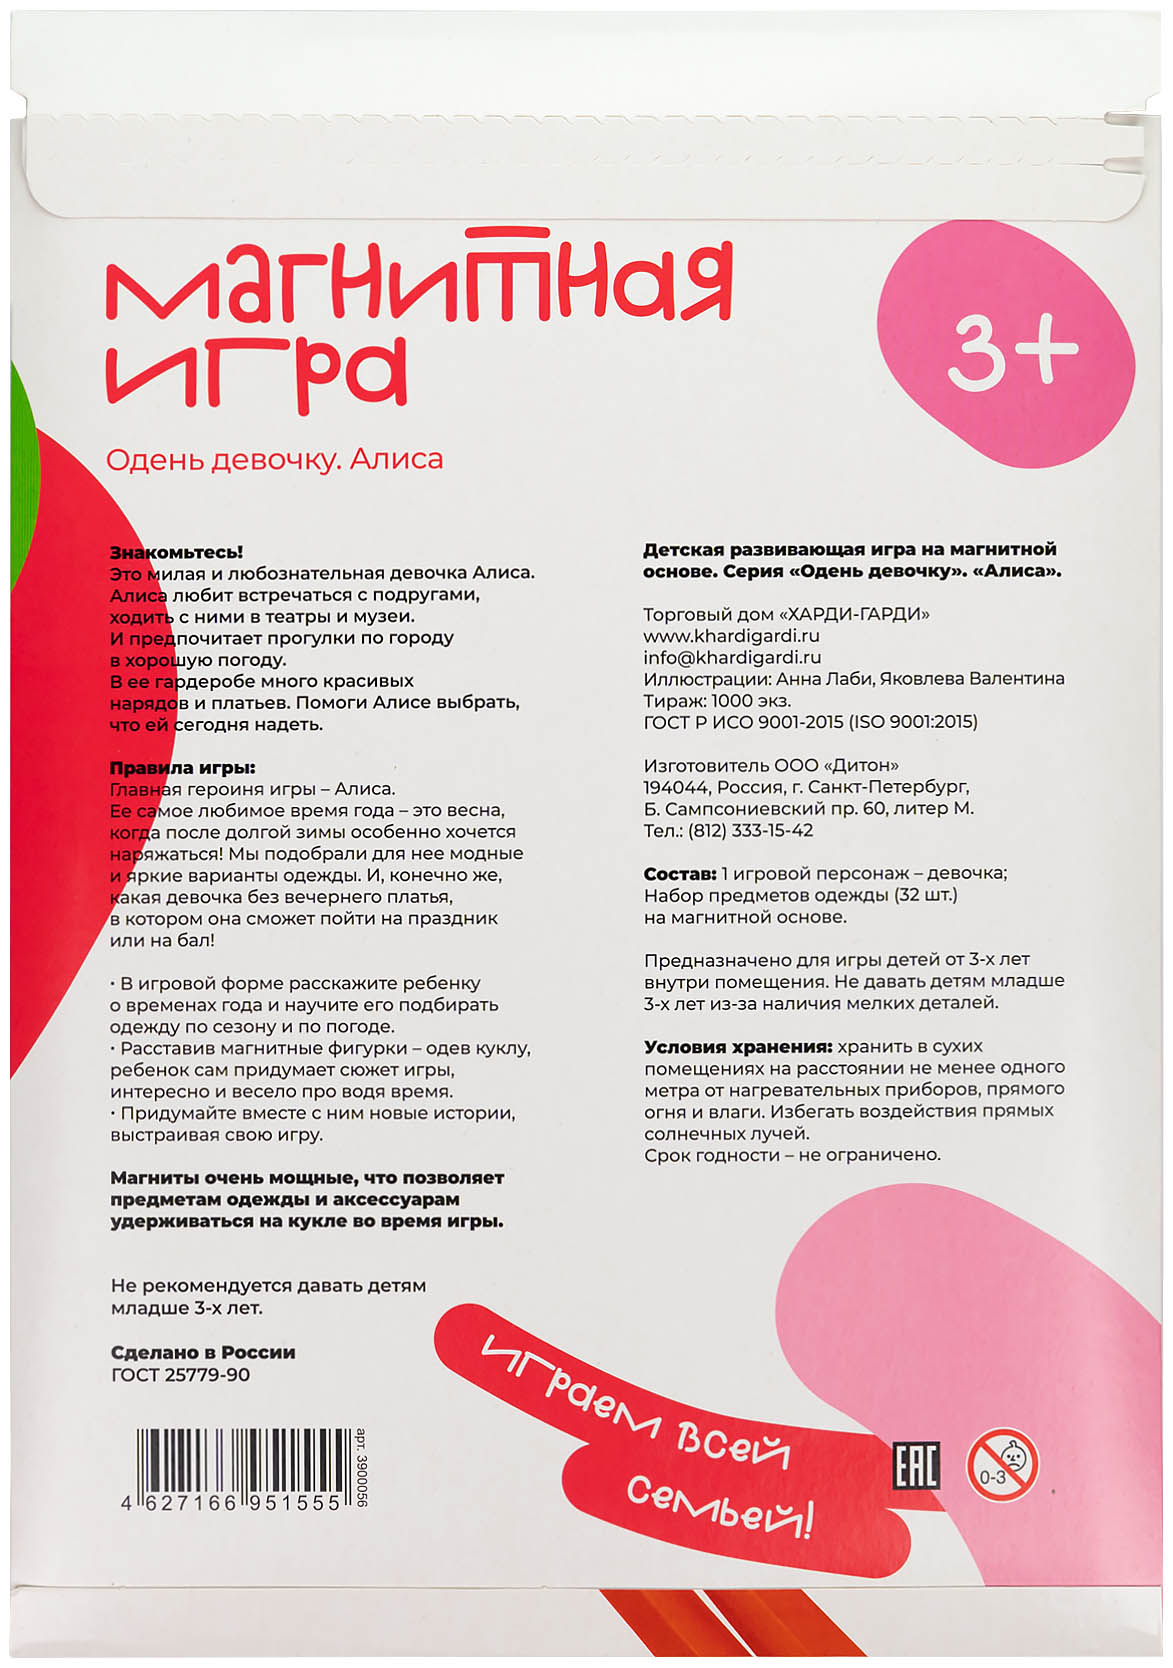 магнитная
игра
3+
Одень девочку. Алиса
Знакомьтесь!
Это милая и любознательная девочка Алиса.
Алиса любит встречаться с подругами,
ходить с ними в театры и музеи.
И предпочитает прогулки по городу
в хорошую погоду.
В ее гардеробе много красивых
нарядов и платьев. Помоги Алисе выбрать,
что ей сегодня надеть.
Правила игры:
Главная героиня игры – Алиса.
Ее самое любимое время года – это весна,
когда после долгой зимы особенно хочется
наряжаться! Мы подобрали для нее модные
и яркие варианты одежды. И, конечно же,
какая девочка без вечернего платья,
в котором она сможет пойти на праздник
или на бал!
· В игровой форме расскажите ребенку
о временах года и научите его подбирать
одежду по сезону и по погоде.
· Расставив магнитные фигурки – одев куклу,
ребенок сам придумает сюжет игры,
интересно и весело про водя время.
· Придумайте вместе с ним новые истории,
выстраивая свою игру.
Магниты очень мощные, что позволяет
предметам одежды и аксессуарам
удерживаться на кукле во время игры.
Не рекомендуется давать детям
младше 3-х лет.
Сделано в России
ГОСТ 25779-90
4 627166 951555
арт. 3900056
Детская развивающая игра на магнитной
основе. Серия «Одень девочку». «Алиса».
Торговый дом «ХАРДИ-ГАРДИ»
www.khardigardi.ru
info@khardigardi.ru
Иллюстрации: Анна Лаби, Яковлева Валентина
Тираж: 1000 экз.
ГОСТ Р ИСО 9001-2015 (ISO 9001:2015)
Изготовитель ООО «Дитон»
194044, Россия, г. Санкт-Петербург,
Б. Сампсониевский пр. 60, литер М.
Тел.: (812) 333-15-42
Состав: 1 игровой персонаж – девочка;
Набор предметов одежды (32 шт.)
на магнитной основе.
Предназначено для игры детей от 3-х лет
внутри помещения. Не давать детям младше
3-х лет из-за наличия мелких деталей.
Условия хранения: хранить в сухих
помещениях на расстоянии не менее одного
метра от нагревательных приборов, прямого
огня и влаги. Избегать воздействия прямых
солнечных лучей.
Срок годности – не ограничено.
играем всей
семьей!
EAC
0-3